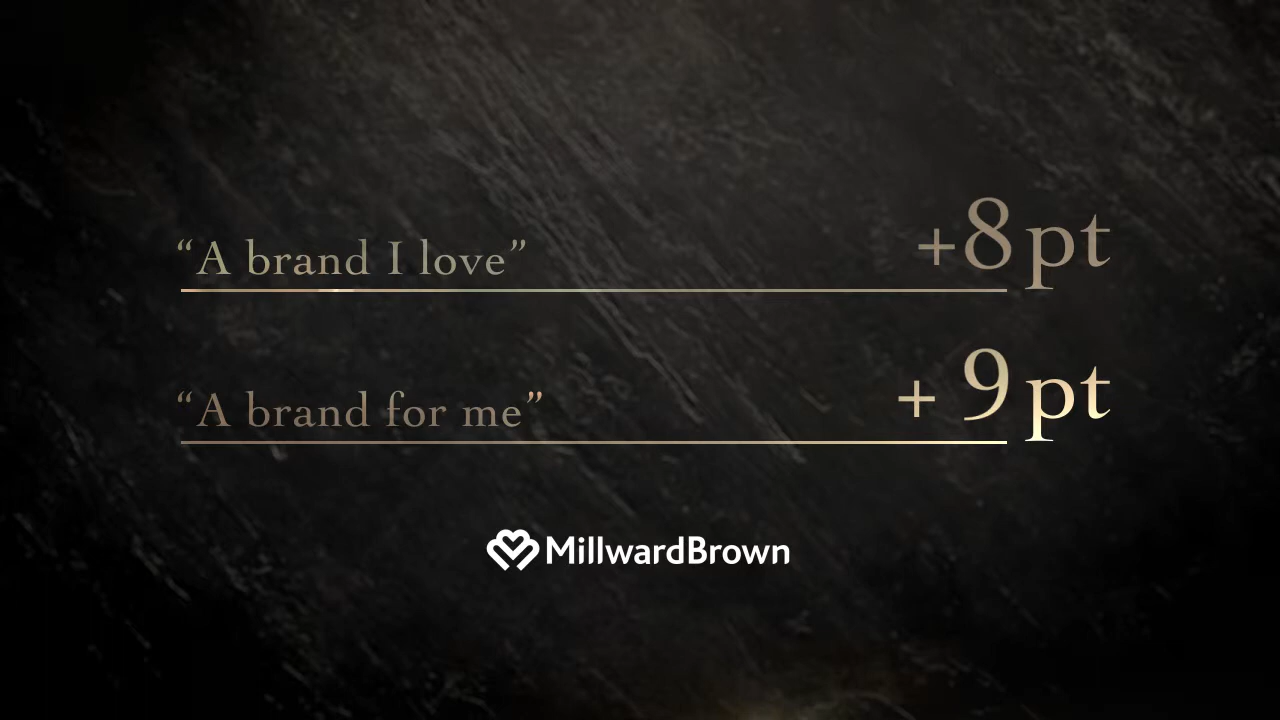 “A brand I love” +8pt
“A brand for me” + 9pt
MillwardBrown